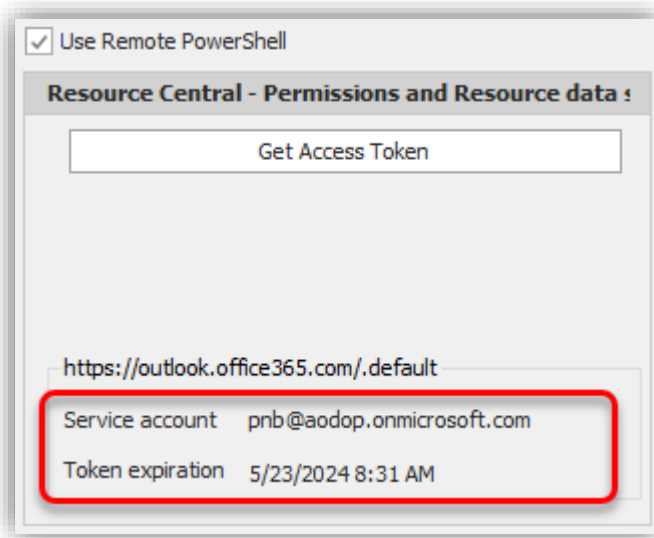 Use Remote PowerShell
Resource Central - Permissions and Resource data
Get Access Token
https://outlook.office365.com/.default
Service account pnb@aodop.onmicrosoft.com
Token expiration 5/23/2024 8:31 AM